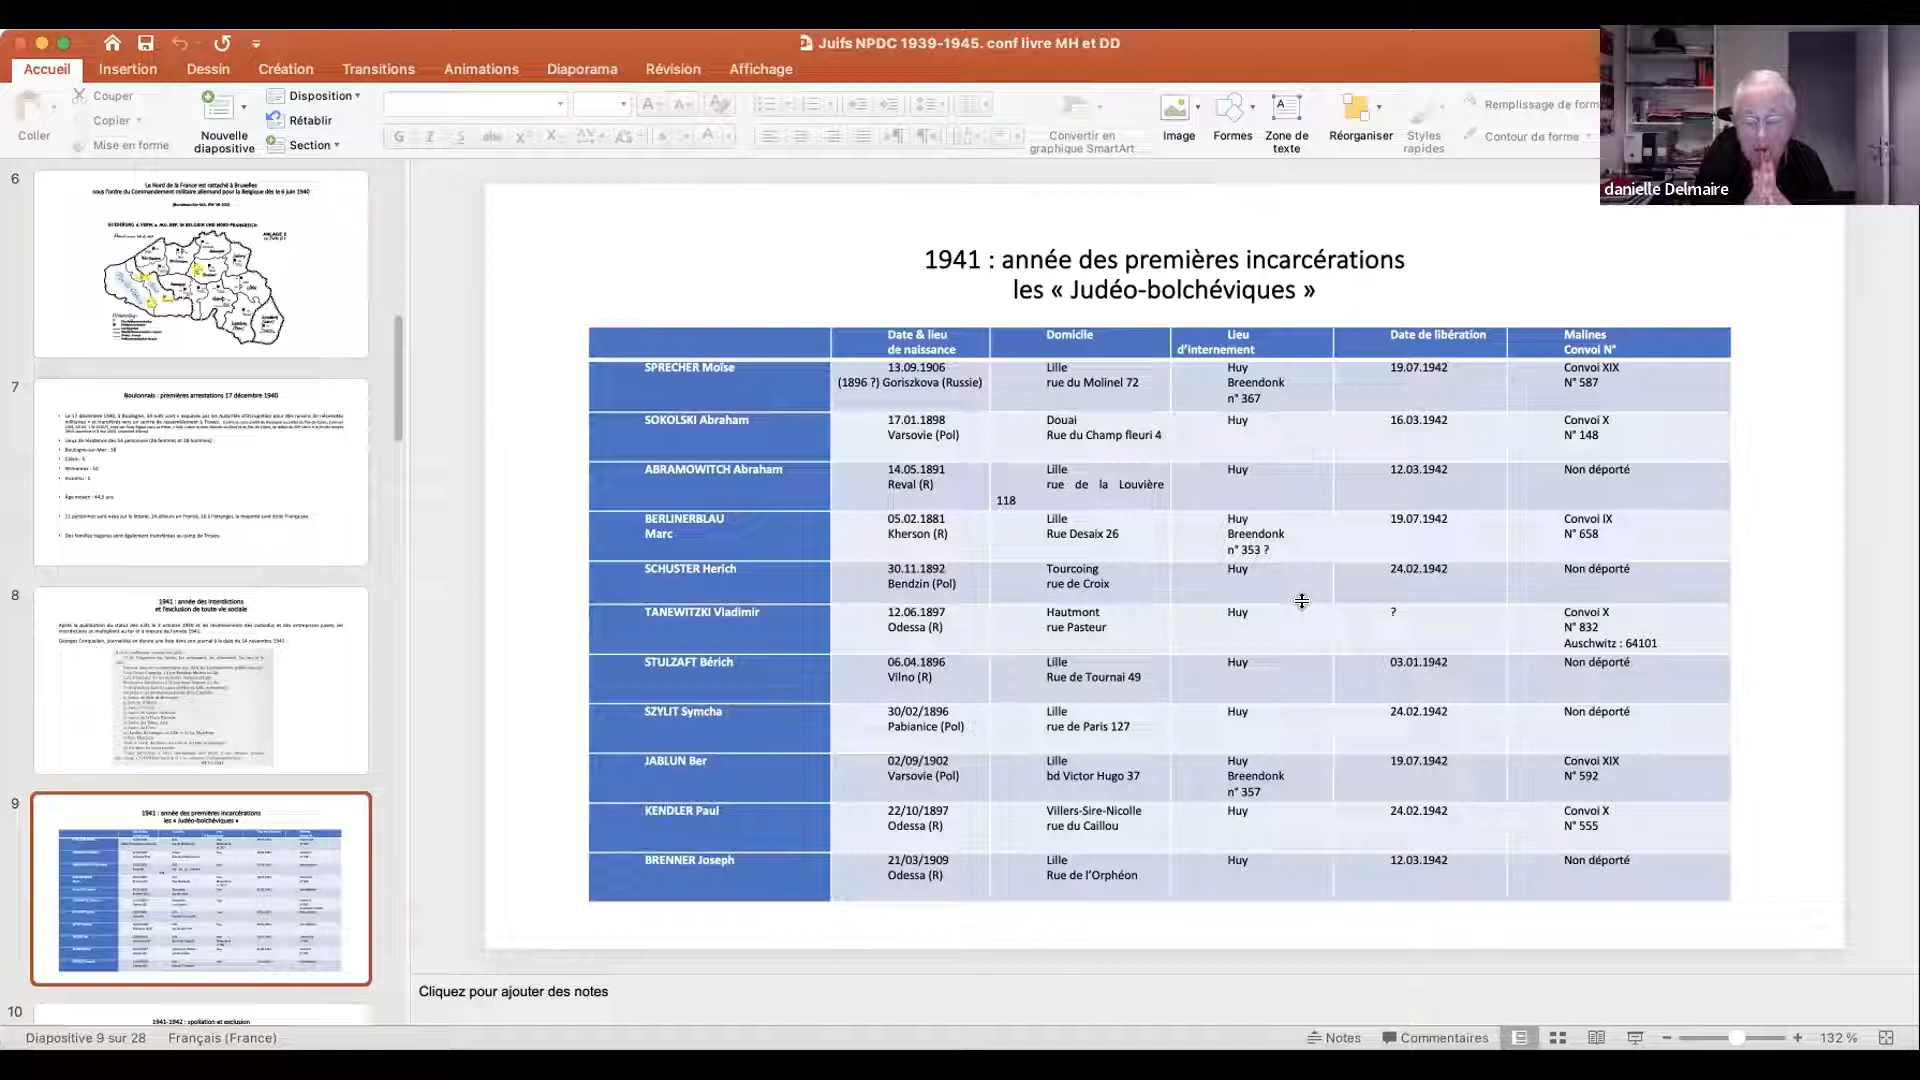 Juifs NPDC 1939-1945. conf livre MH et DD
Accueil
Insertion
Dessin
Création
Transitions
Animations
Diaporama
Révision
Affichage
Coller
Couper
Copier
Mise en forme
Nouvelle
diapositive
Disposition
Rétablir
Section
Convertir en
graphique SmartArt
Image
Formes
Zone de
texte
Réorganiser
Styles
rapides
Remplissage de form
Contour de forme
danielle Delmaire
6
Le Nord de la France est rattaché à Bruxelles
sous l'ordre du Commandement militaire allemand pour la Belgique dès le 6 juin 1940
7
Boulonnais : premières arrestations 17 décembre 1940
8
1941 : année des interdictions
et l'exclusion de toute vie sociale
9
1941 : année des premières incarcérations
les « Judéo-bolchéviques »
10
1941-1942 : spoliation et exclusion
1941 : année des premières incarcérations
les « Judéo-bolchéviques »
Date & lieu
de naissance
Domicile
Lieu
d'internement
Date de libération
Malines
Convoi N°
SPRECHER Moïse
13.09.1906
(1896 ?) Goriszkova (Russie)
Lille
rue du Molinel 72
Huy
Breendonk
n° 367
19.07.1942
Convoi XIX
N° 587
SOKOLSKI Abraham
17.01.1898
Varsovie (Pol)
Douai
Rue du Champ fleuri 4
Huy
16.03.1942
Convoi X
N° 148
ABRAMOWITCH Abraham
14.05.1891
Reval (R)
Lille
rue de la Louvière
118
Huy
12.03.1942
Non déporté
BERLINERBLAU
Marc
05.02.1881
Kherson (R)
Lille
Rue Desaix 26
Huy
Breendonk
n° 353 ?
19.07.1942
Convoi IX
N° 658
SCHUSTER Herich
30.11.1892
Bendzin (Pol)
Tourcoing
rue de Croix
Huy
24.02.1942
Non déporté
TANEWITZKI Vladimir
12.06.1897
Odessa (R)
Hautmont
rue Pasteur
Huy
?
Convoi X
N° 832
Auschwitz : 64101
STULZAFT Bérich
06.04.1896
Vilno (R)
Lille
Rue de Tournai 49
Huy
03.01.1942
Non déporté
SZYLIT Symcha
30/02/1896
Pabianice (Pol)
Lille
rue de Paris 127
Huy
24.02.1942
Non déporté
JABLUN Ber
02/09/1902
Varsovie (Pol)
Lille
bd Victor Hugo 37
Huy
Breendonk
n° 357
19.07.1942
Convoi XIX
N° 592
KENDLER Paul
22/10/1897
Odessa (R)
Villers-Sire-Nicolle
rue du Caillou
Huy
24.02.1942
Convoi X
N° 555
BRENNER Joseph
21/03/1909
Odessa (R)
Lille
Rue de l'Orphéon
Huy
12.03.1942
Non déporté
Cliquez pour ajouter des notes
Diapositive 9 sur 28
Français (France)
Notes
Commentaires
132 %